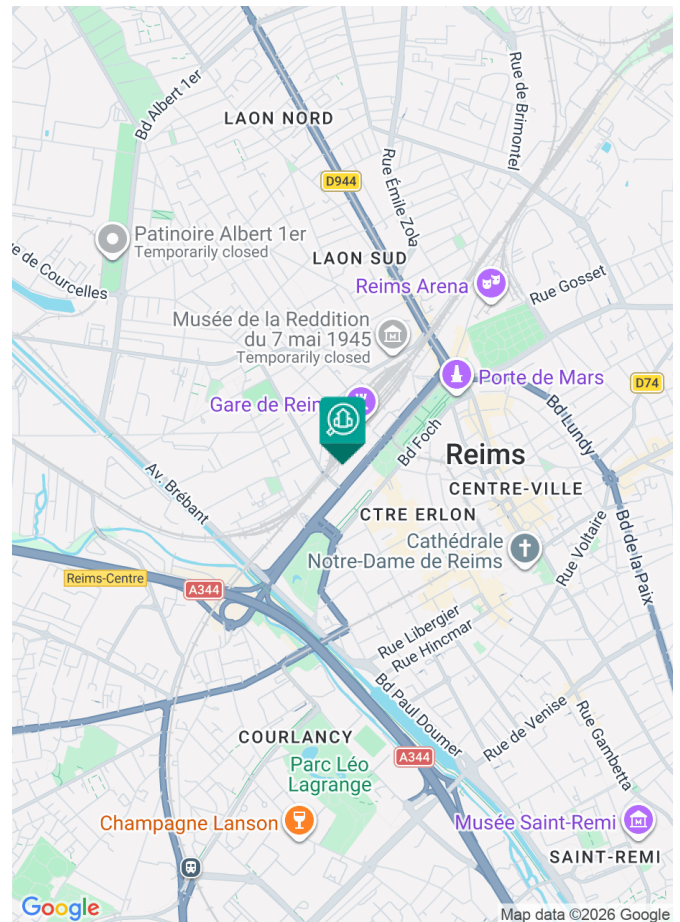 Bd Albert 1er
LAON NORD
Rue de Brimontel
D944
Rue Émile Zola
Patinoire Albert 1er
Temporarily closed
LAON SUD
de Courcelles
Reims Arena
Rue Gosset
Musée de la Reddition
du 7 mai 1945
Temporarily closed
Porte de Mars
D74
Gare de
Bd Foch
Bd Lundy
Reims
CENTRE-VILLE
Av. Brébant
CTRE ERLON
Cathédrale
Notre-Dame de Reims
Rue Voltaire
Bd de la Paix
Reims-Centre
A344
Rue Libergier
Rue Hincmar
Bd Paul Doumer
Rue de Venise
Rue Gambetta
COURLANCY
A344
Parc Léo
Lagrange
Champagne Lanson
Musée Saint-Remi
SAINT-REMI
Google
Map data ©2026 Google